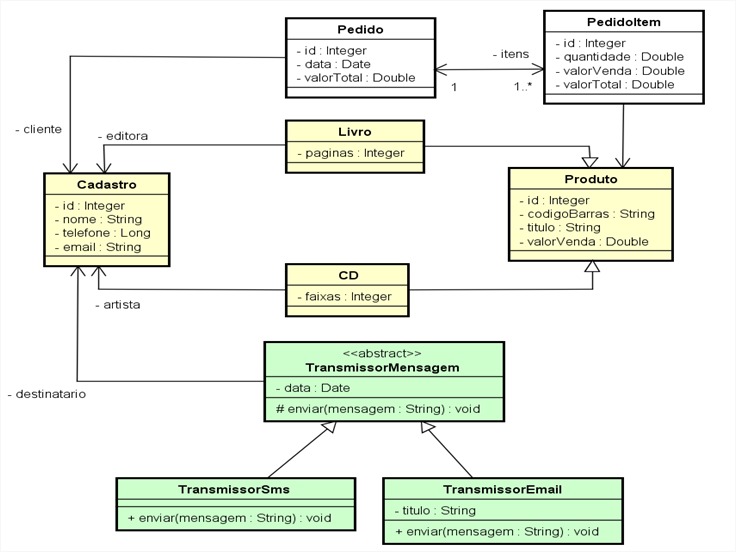 Pedido
- id : Integer
- data : Date
- valorTotal : Double
PedidoItem
- id : Integer
- quantidade : Double
- valorVenda : Double
- valorTotal : Double
- itens
1
1..*
- cliente
- editora
Livro
- paginas : Integer
Cadastro
- id : Integer
- nome : String
- telefone : Long
- email : String
Produto
- id : Integer
- codigoBarras : String
- titulo : String
- valorVenda : Double
CD
- faixas : Integer
- artista
- destinatario
<<abstract>>
TransmissorMensagem
- data : Date
# enviar(mensagem : String) : void
TransmissorSms
+ enviar(mensagem : String) : void
TransmissorEmail
- titulo : String
+ enviar(mensagem : String) : void